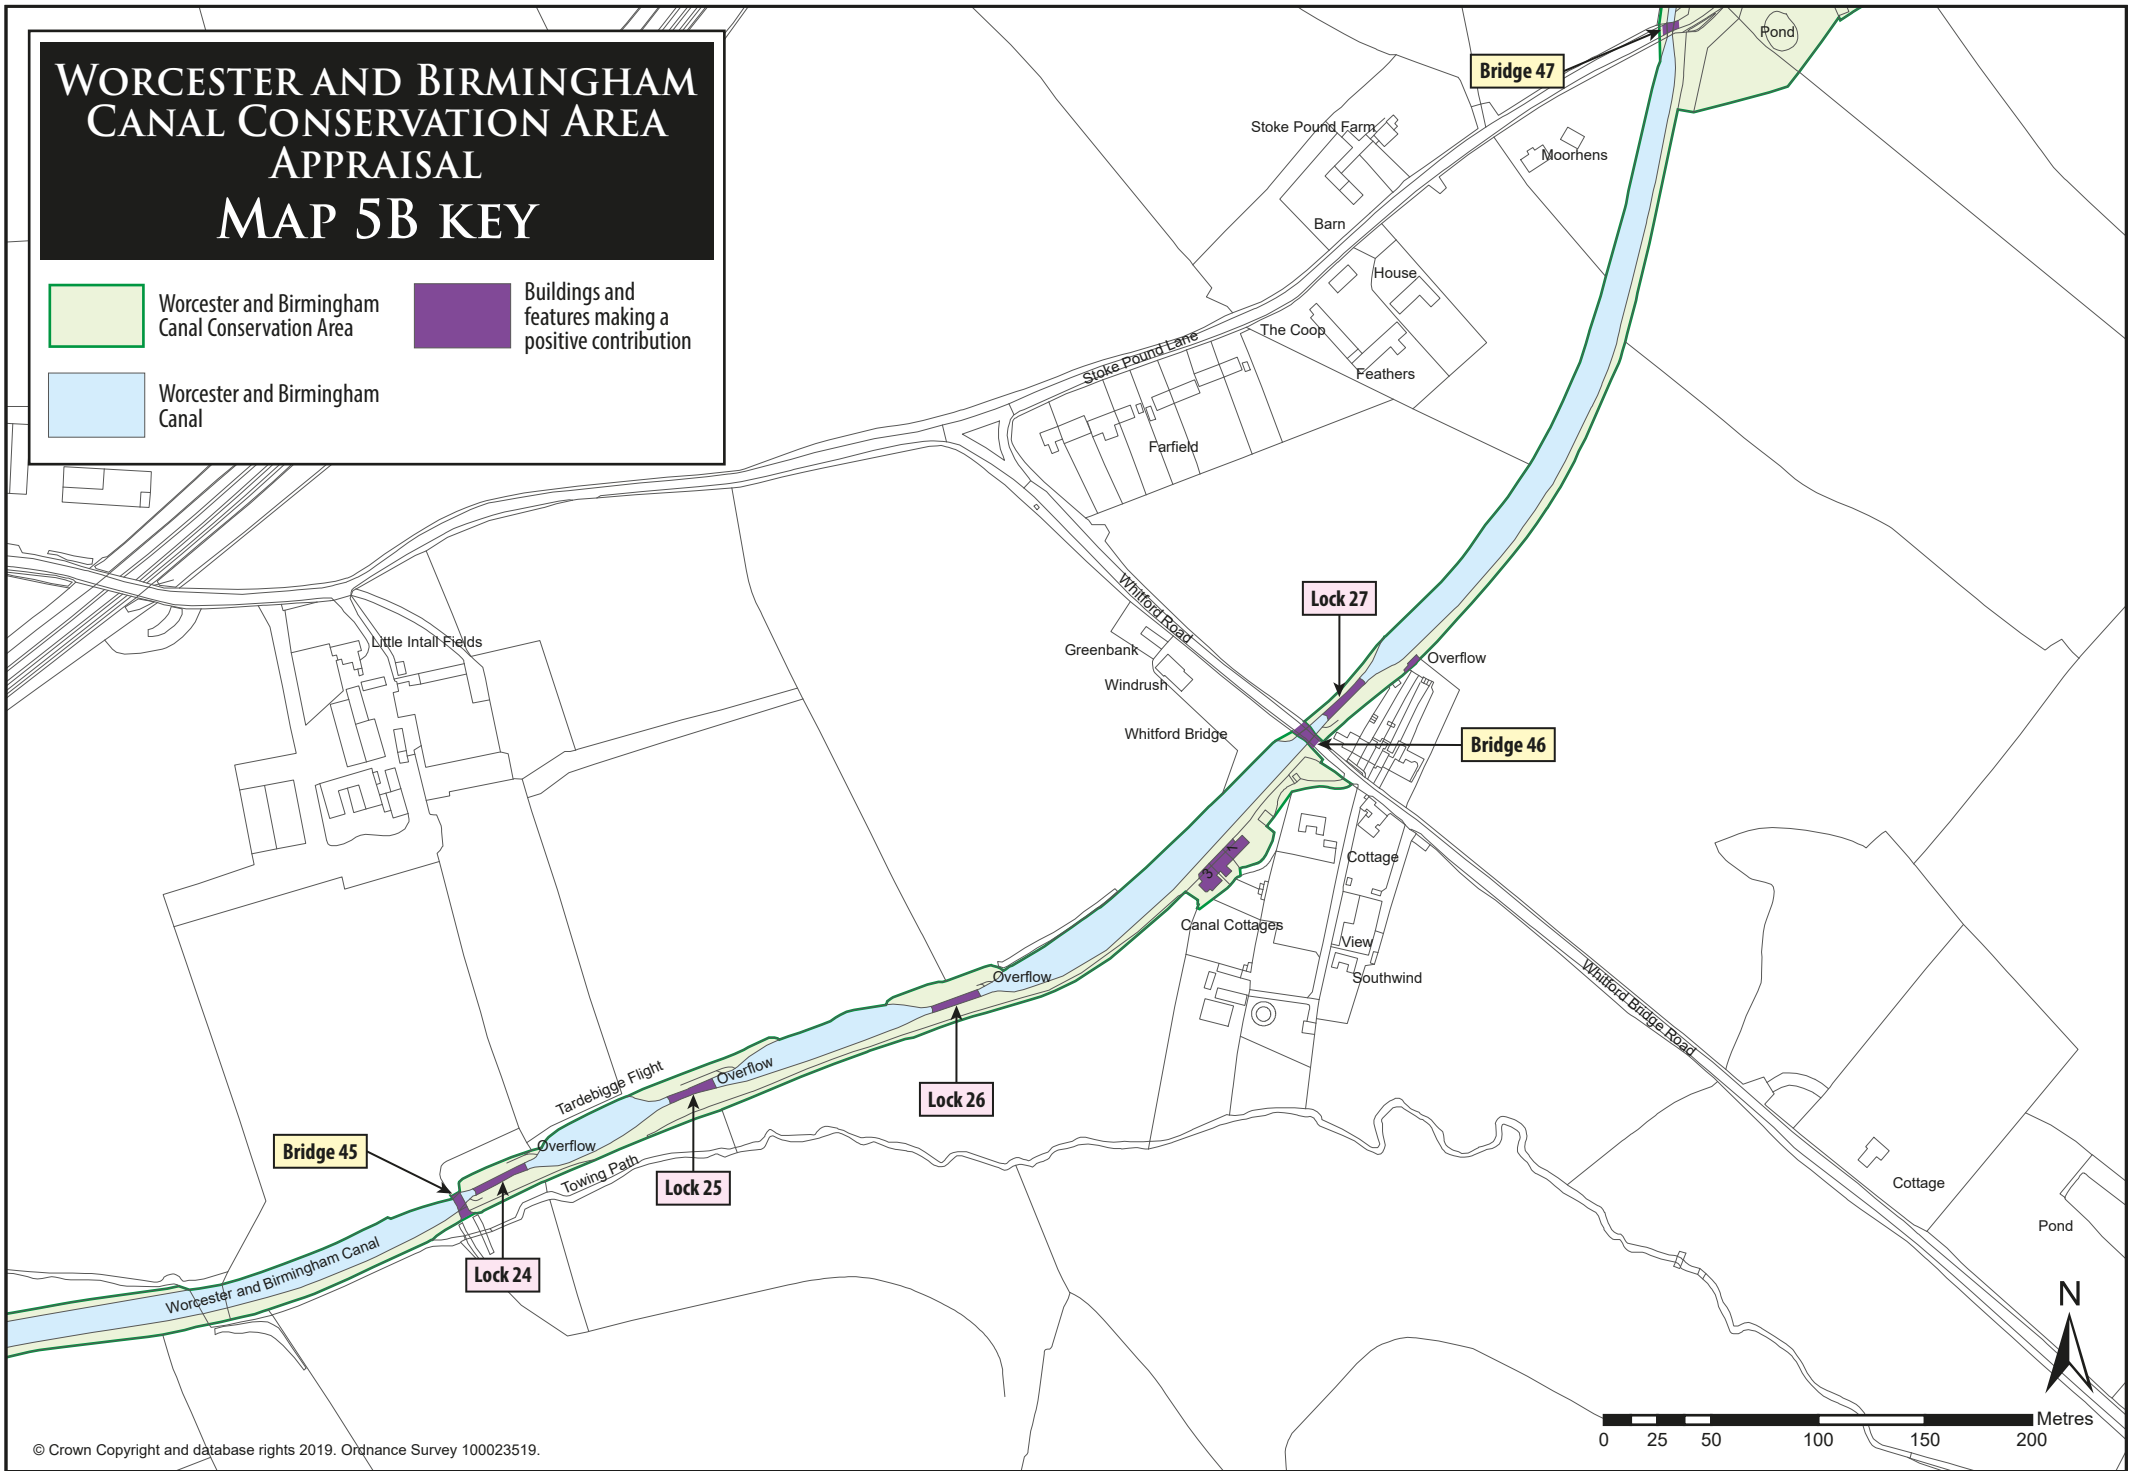 WORCESTER AND BIRMINGHAM
CANAL CONSERVATION AREA
APPRAISAL
MAP 5B KEY
Worcester and Birmingham
Canal Conservation Area
Buildings and
features making a
positive contribution
Worcester and Birmingham
Canal
Bridge 47
Pond
Stoke Pound Farm
Moorhens
Barn
House
The Coop
Stoke Pound Lane
Feathers
Farfield
Whitford Road
Lock 27
Little Intall Fields
Greenbank
Overflow
Windrush
Whitford Bridge
Bridge 46
1
3
Cottage
Canal Cottages
View
Southwind
Overflow
Whitford Bridge Road
Overflow
Tardebigge Flight
Lock 26
Overflow
Bridge 45
Towing Path
Lock 25
Cottage
Pond
Worcester and Birmingham Canal
Lock 24
N
Metres
0 25 50 100 150 200
© Crown Copyright and database rights 2019. Ordnance Survey 100023519.